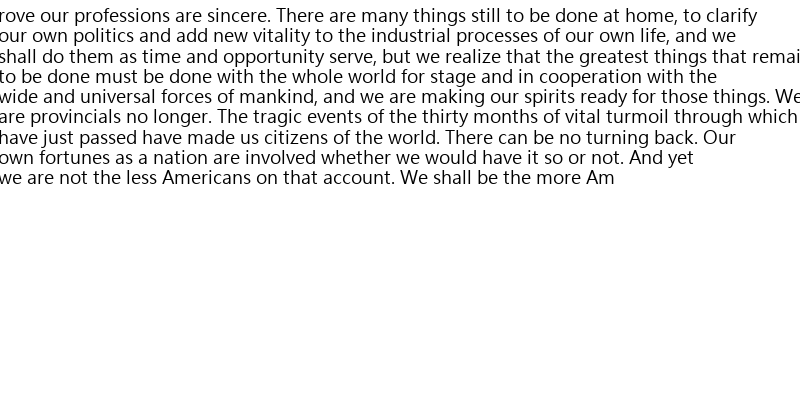 rove our professions are sincere. There are many things still to be done at home, to clarify
our own politics and add new vitality to the industrial processes of our own life, and we
shall do them as time and opportunity serve, but we realize that the greatest things that remai
to be done must be done with the whole world for stage and in cooperation with the
wide and universal forces of mankind, and we are making our spirits ready for those things. We
are provincials no longer. The tragic events of the thirty months of vital turmoil through which
have just passed have made us citizens of the world. There can be no turning back. Our
own fortunes as a nation are involved whether we would have it so or not. And yet
we are not the less Americans on that account. We shall be the more Am